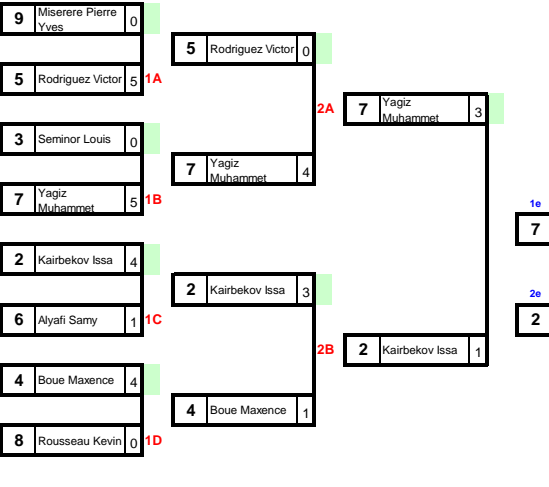 9 Miserere Pierre Yves 0
5 Rodriguez Victor 5 1A
3 Seminor Louis 0
7 Yagiz Muhammet 5 1B
2 Kairbekov Issa 4
6 Alyafi Samy 1 1C
4 Boue Maxence 4
8 Rousseau Kevin 0 1D
5 Rodriguez Victor 0
2A
7 Yagiz Muhammet 4
2 Kairbekov Issa 3
2B
4 Boue Maxence 1
7 Yagiz Muhammet 3
2 Kairbekov Issa 1
1e
7
2e
2